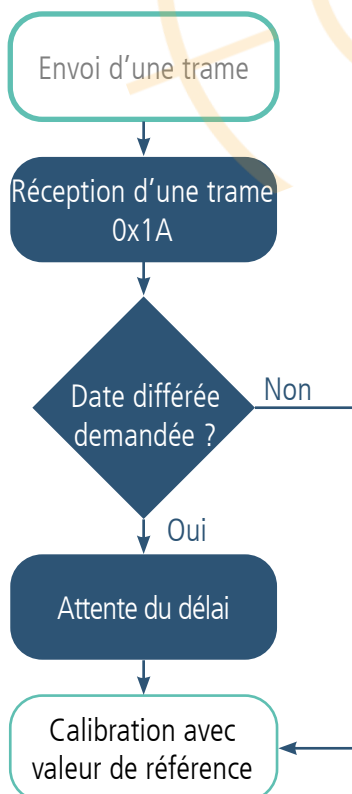 Envoi d'une trame
Réception d'une trame
0x1A
Date différée
demandée ?
Non
Oui
Attente du délai
Calibration avec
valeur de référence